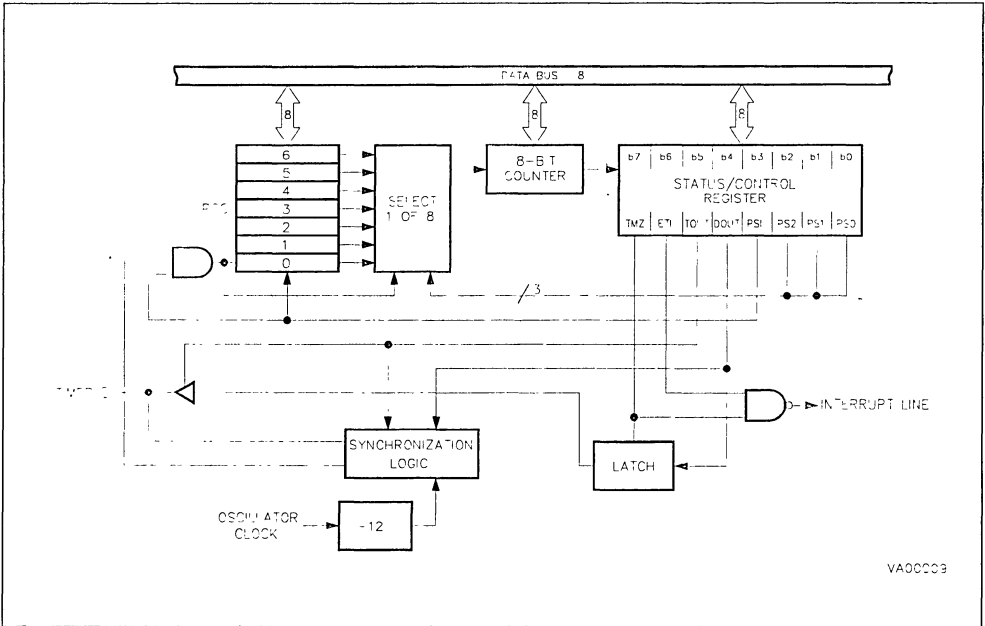 DATA BUS 8
8 8 8
6
5
4
3
2
1
0
SELECT
1 OF 8
8-BIT
COUNTER
b7 b6 b5 b4 b3 b2 b1 b0
STATUS/CONTROL
REGISTER
TMZ ETI DOUT PSI PS2 PS1 PS0
3
INTERRUPT LINE
SYNCHRONIZATION
LOGIC
LATCH
OSCILLATOR
CLOCK
-12